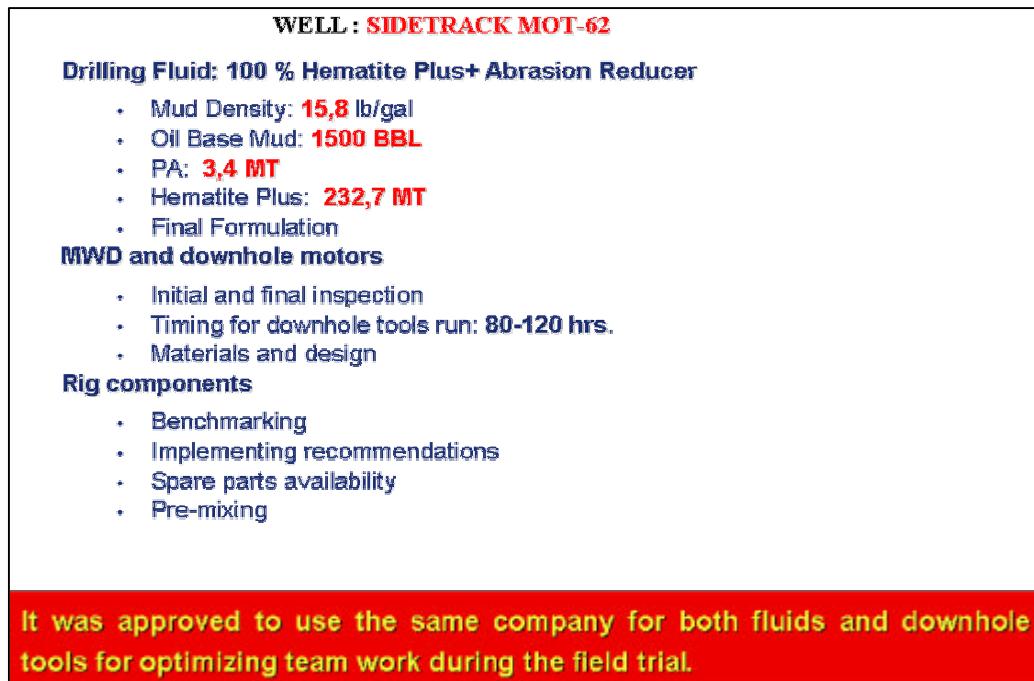 WELL : SIDETRACK MOT-62
Drilling Fluid: 100 % Hematite Plus+ Abrasion Reducer
• Mud Density: 15,8 lb/gal
• Oil Base Mud: 1500 BBL
• PA: 3,4 MT
• Hematite Plus: 232,7 MT
• Final Formulation
MWD and downhole motors
• Initial and final inspection
• Timing for downhole tools run: 80-120 hrs.
• Materials and design
Rig components
• Benchmarking
• Implementing recommendations
• Spare parts availability
• Pre-mixing
It was approved to use the same company for both fluids and downhole
tools for optimizing team work during the field trial.